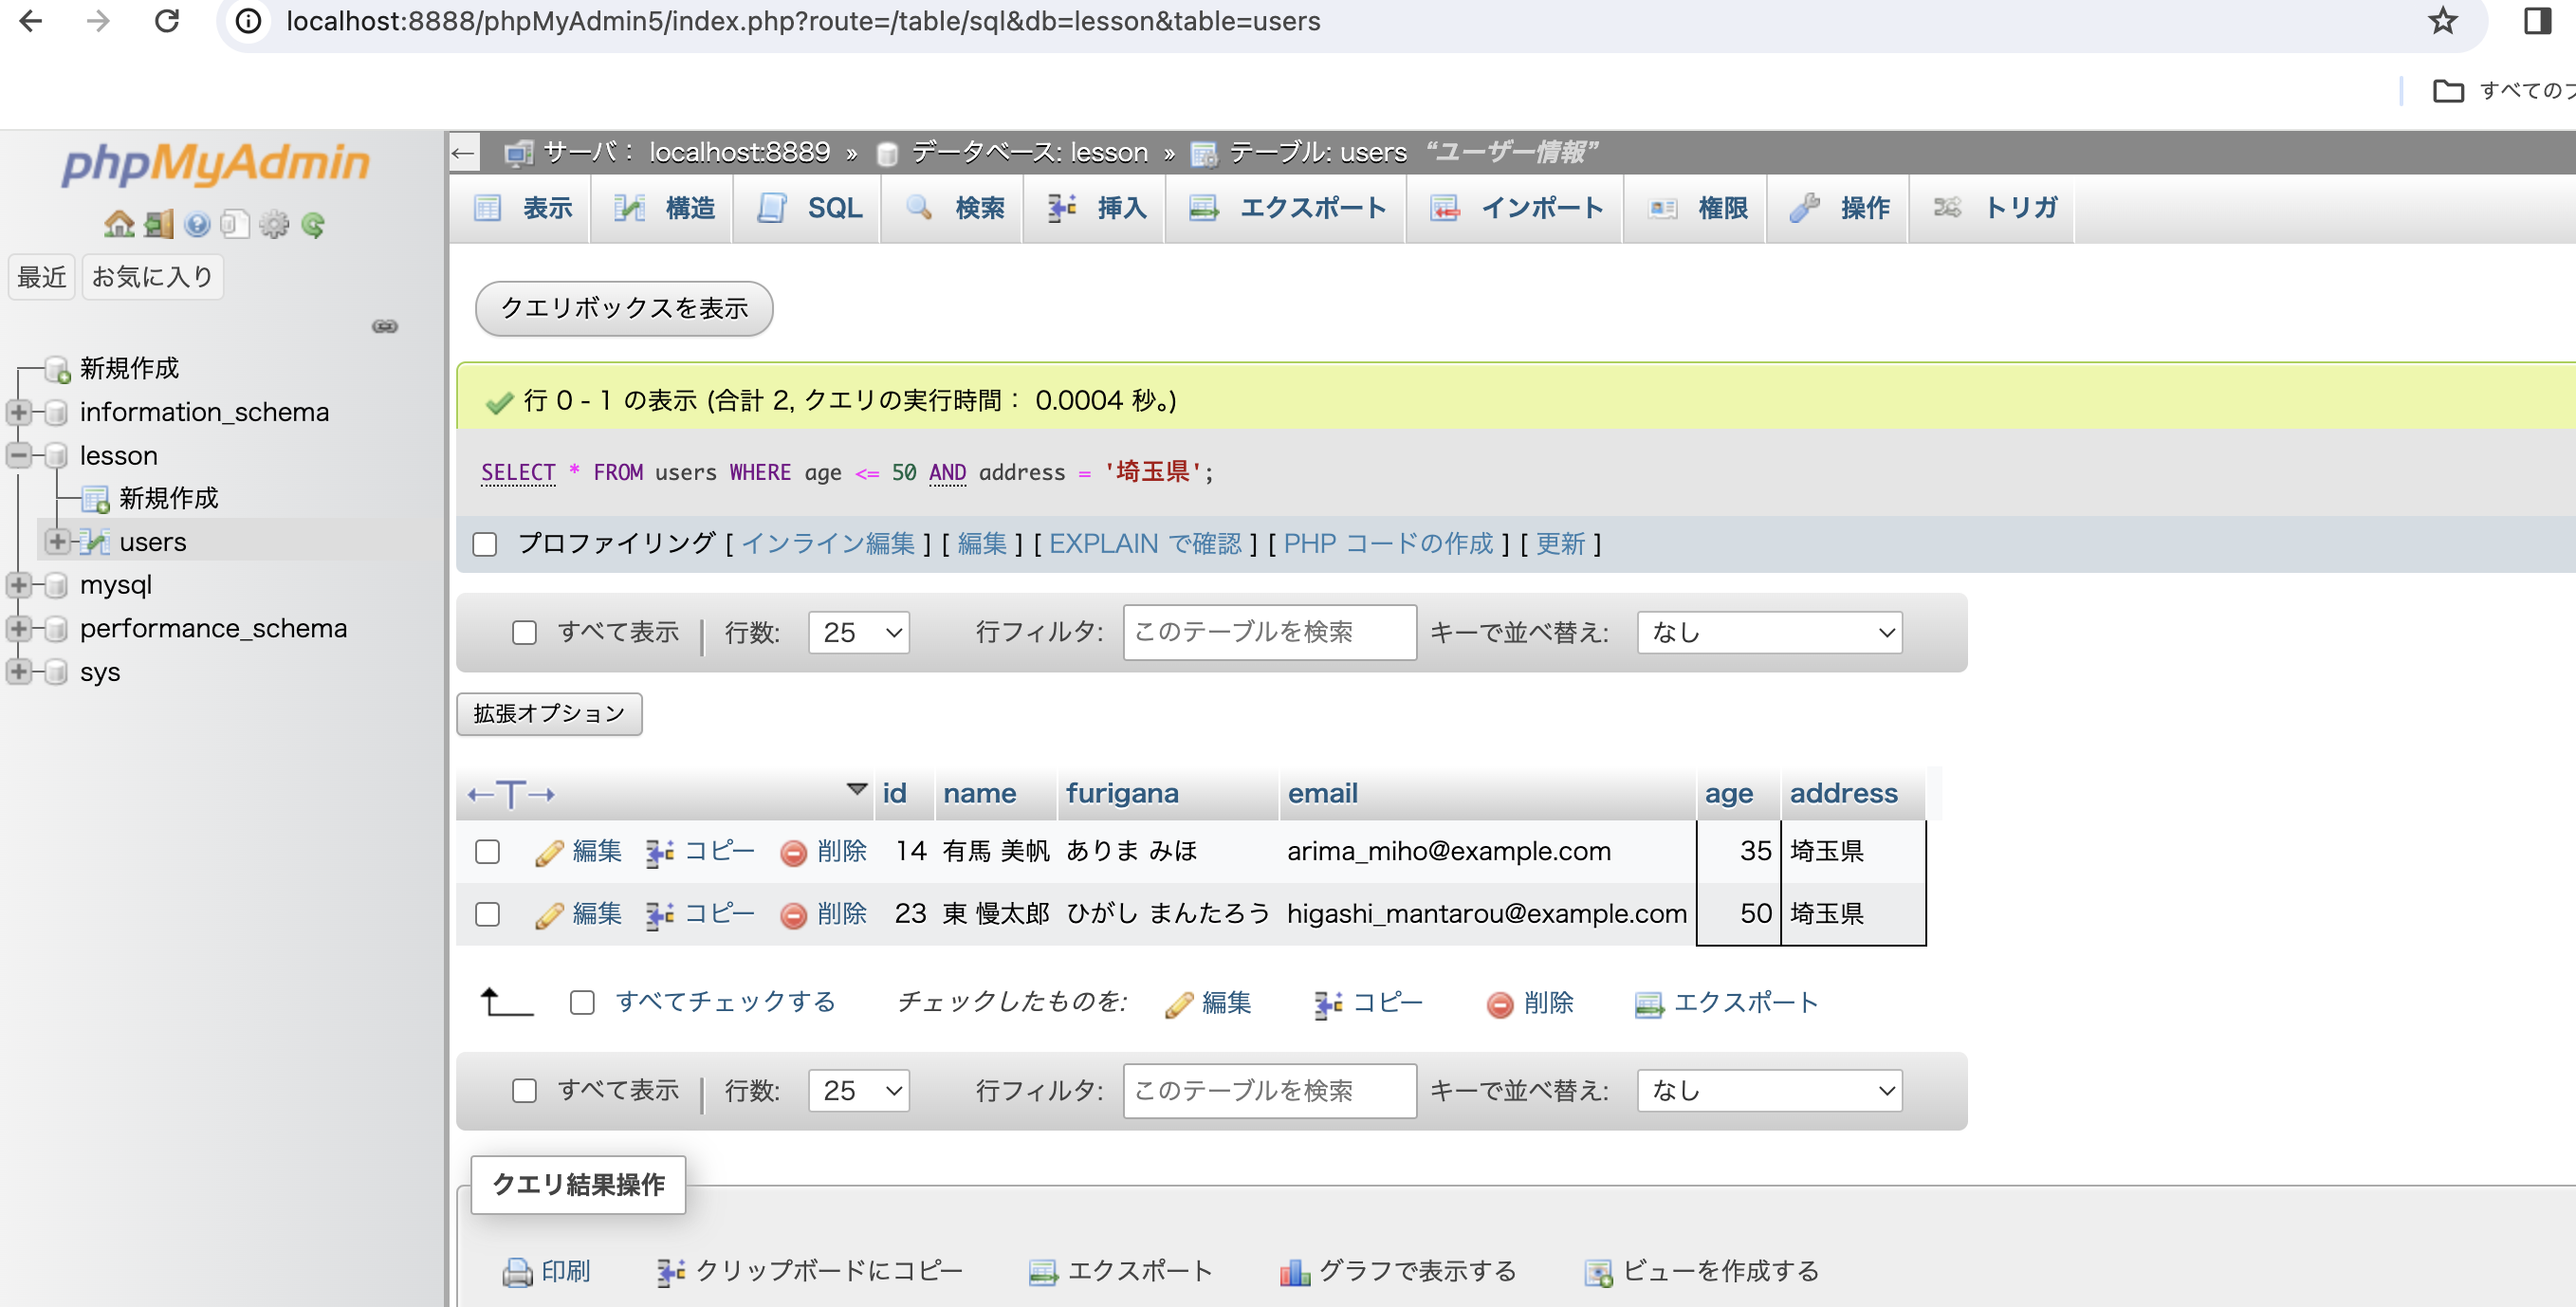 localhost:8888/phpMyAdmin5/index.php?route=/table/sql&db=lesson&table=users
すべての
phpMyAdmin
最近 お気に入り
新規作成
information_schema
lesson
新規作成
users
mysql
performance_schema
sys
サーバ： localhost:8889 » データベース: lesson » テーブル: users “ユーザー情報”
表示 構造 SQL 検索 挿入 エクスポート インポート 権限 操作 トリガ
クエリボックスを表示
行 0 - 1 の表示 (合計 2, クエリの実行時間： 0.0004 秒。)
SELECT * FROM users WHERE age <= 50 AND address = '埼玉県';
プロファイリング [ インライン編集 ] [ 編集 ] [ EXPLAIN で確認 ] [ PHP コードの作成 ] [ 更新 ]
すべて表示 | 行数: 25 行フィルタ: このテーブルを検索 キーで並べ替え: なし
拡張オプション
←T→ id name furigana email age address
編集 コピー 削除 14 有馬 美帆 ありま みほ arima_miho@example.com 35 埼玉県
編集 コピー 削除 23 東 慢太郎 ひがし まんたろう higashi_mantarou@example.com 50 埼玉県
すべてチェックする チェックしたものを: 編集 コピー 削除 エクスポート
すべて表示 | 行数: 25 行フィルタ: このテーブルを検索 キーで並べ替え: なし
クエリ結果操作
印刷 クリップボードにコピー エクスポート グラフで表示する ビューを作成する